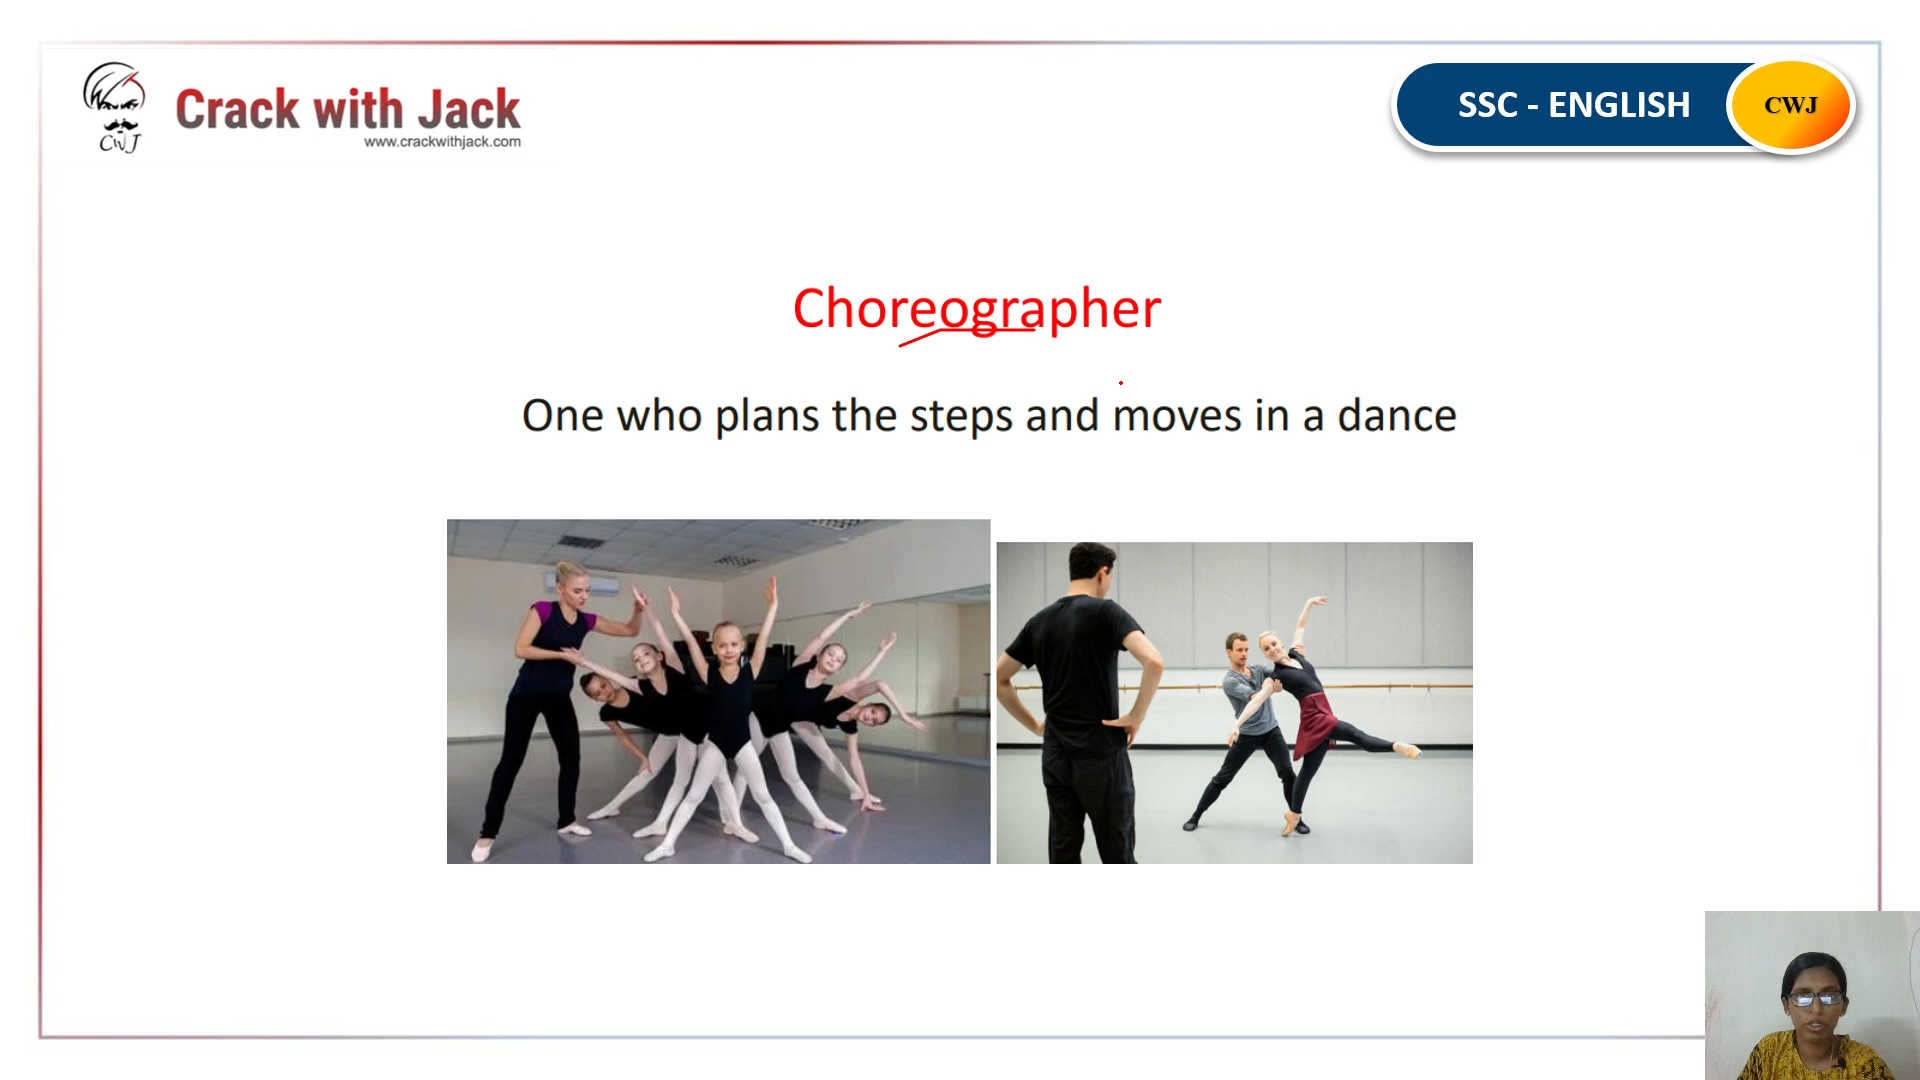 CWJ
Crack with Jack
www.crackwithjack.com
SSC - ENGLISH
CWJ
Choreographer
One who plans the steps and moves in a dance